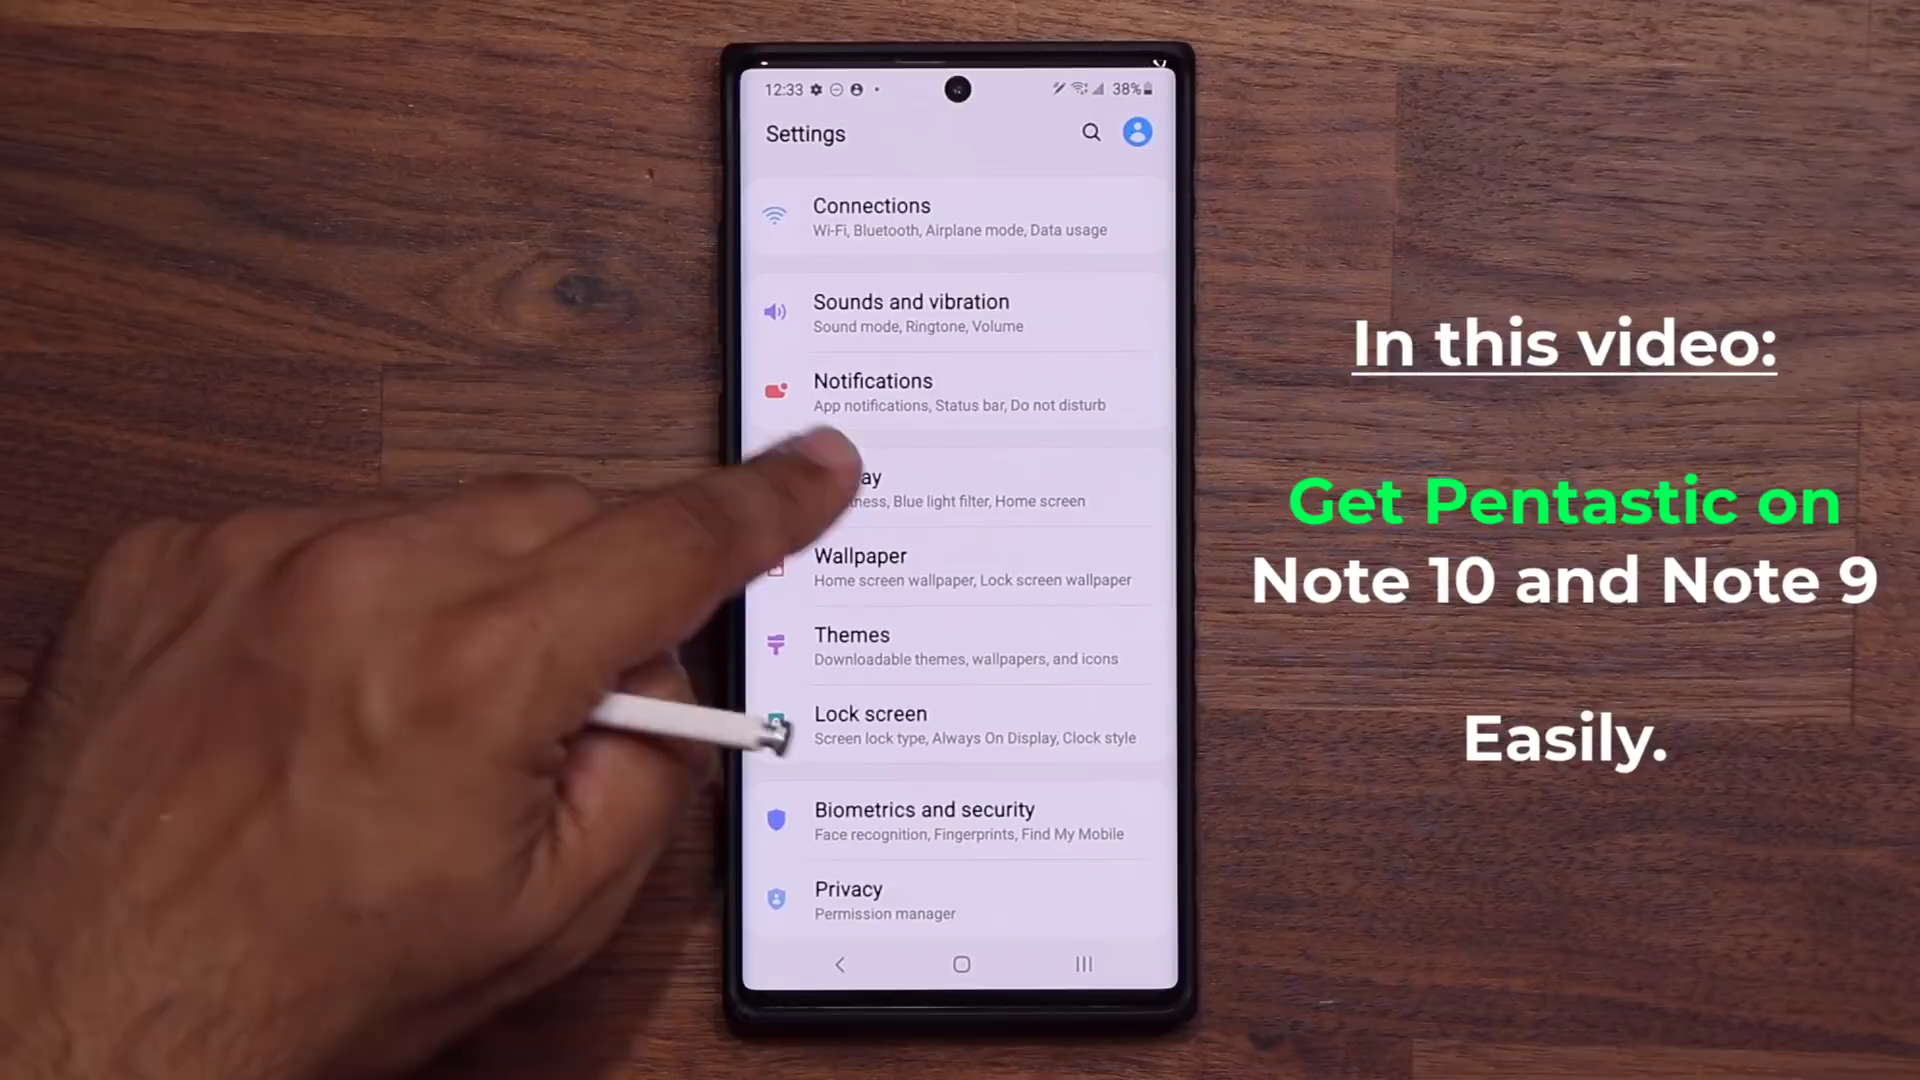 12:33
38%
Settings
Connections
Wi-Fi, Bluetooth, Airplane mode, Data usage
Sounds and vibration
Sound mode, Ringtone, Volume
Notifications
App notifications, Status bar, Do not disturb
ay
ness, Blue light filter, Home screen
Wallpaper
Home screen wallpaper, Lock screen wallpaper
Themes
Downloadable themes, wallpapers, and icons
Lock screen
Screen lock type, Always On Display, Clock style
Biometrics and security
Face recognition, Fingerprints, Find My Mobile
Privacy
Permission manager
In this video:
Get Pentastic on
Note 10 and Note 9
Easily.